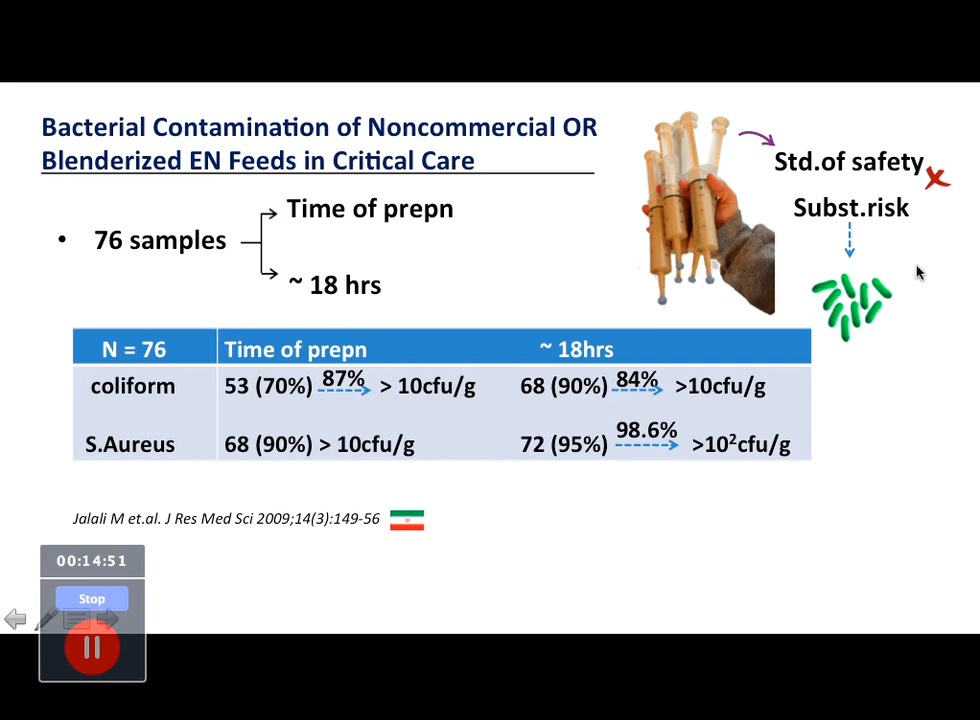 Bacterial Contamination of Noncommercial OR
Blenderized EN Feeds in Critical Care
• 76 samples
Time of prepn
~ 18 hrs
Std.of safety
Subst.risk
N = 76 Time of prepn ~ 18hrs
coliform 53 (70%) 87% > 10cfu/g 68 (90%) 84% >10cfu/g
S.Aureus 68 (90%) > 10cfu/g 72 (95%) 98.6% >10²cfu/g
Jalali M et.al. J Res Med Sci 2009;14(3):149-56
00:14:51
Stop